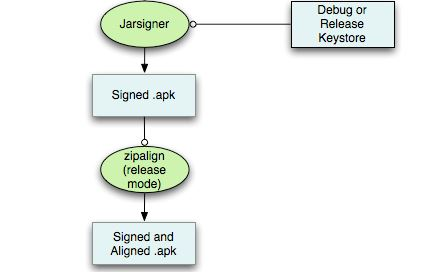 Jarsigner
Debug or
Release
Keystore
Signed .apk
zipalign
(release
mode)
Signed and
Aligned .apk